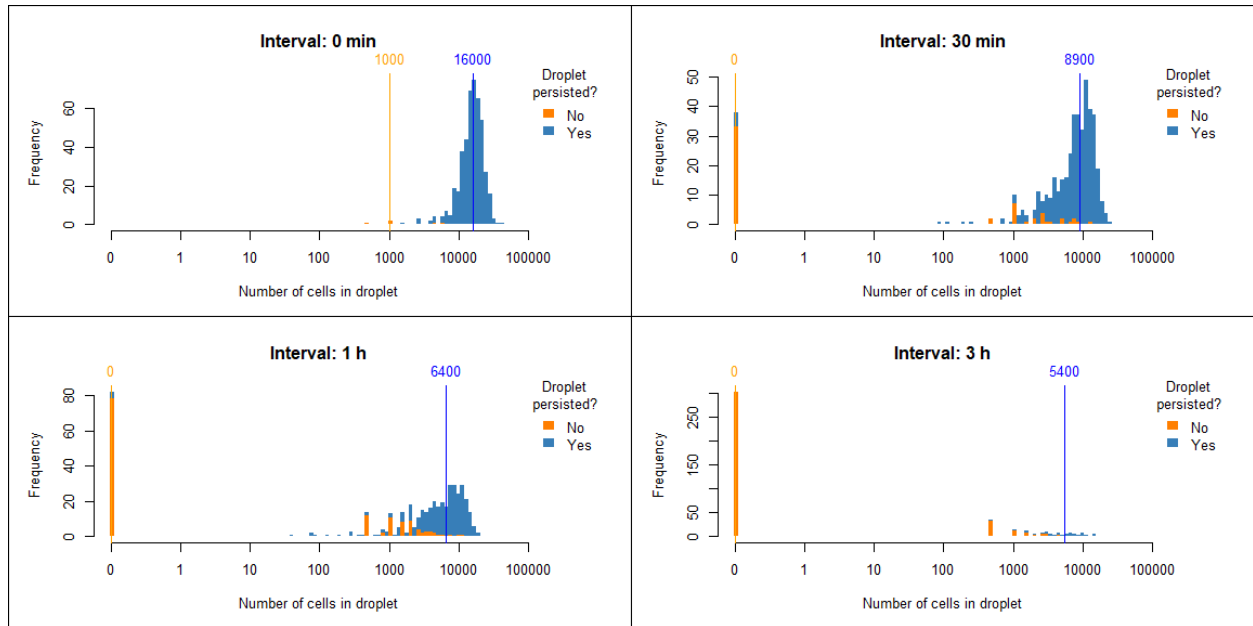 Interval: 0 min
1000 16000
Droplet
persisted?
No
Yes
Frequency
0 20 40 60
0 1 10 100 1000 10000 100000
Number of cells in droplet
Interval: 30 min
0 8900
Droplet
persisted?
No
Yes
Frequency
0 10 20 30 40 50
0 1 10 100 1000 10000 100000
Number of cells in droplet
Interval: 1 h
0 6400
Droplet
persisted?
No
Yes
Frequency
0 20 40 60 80
0 1 10 100 1000 10000 100000
Number of cells in droplet
Interval: 3 h
0 5400
Droplet
persisted?
No
Yes
Frequency
0 50 150 250
0 1 10 100 1000 10000 100000
Number of cells in droplet